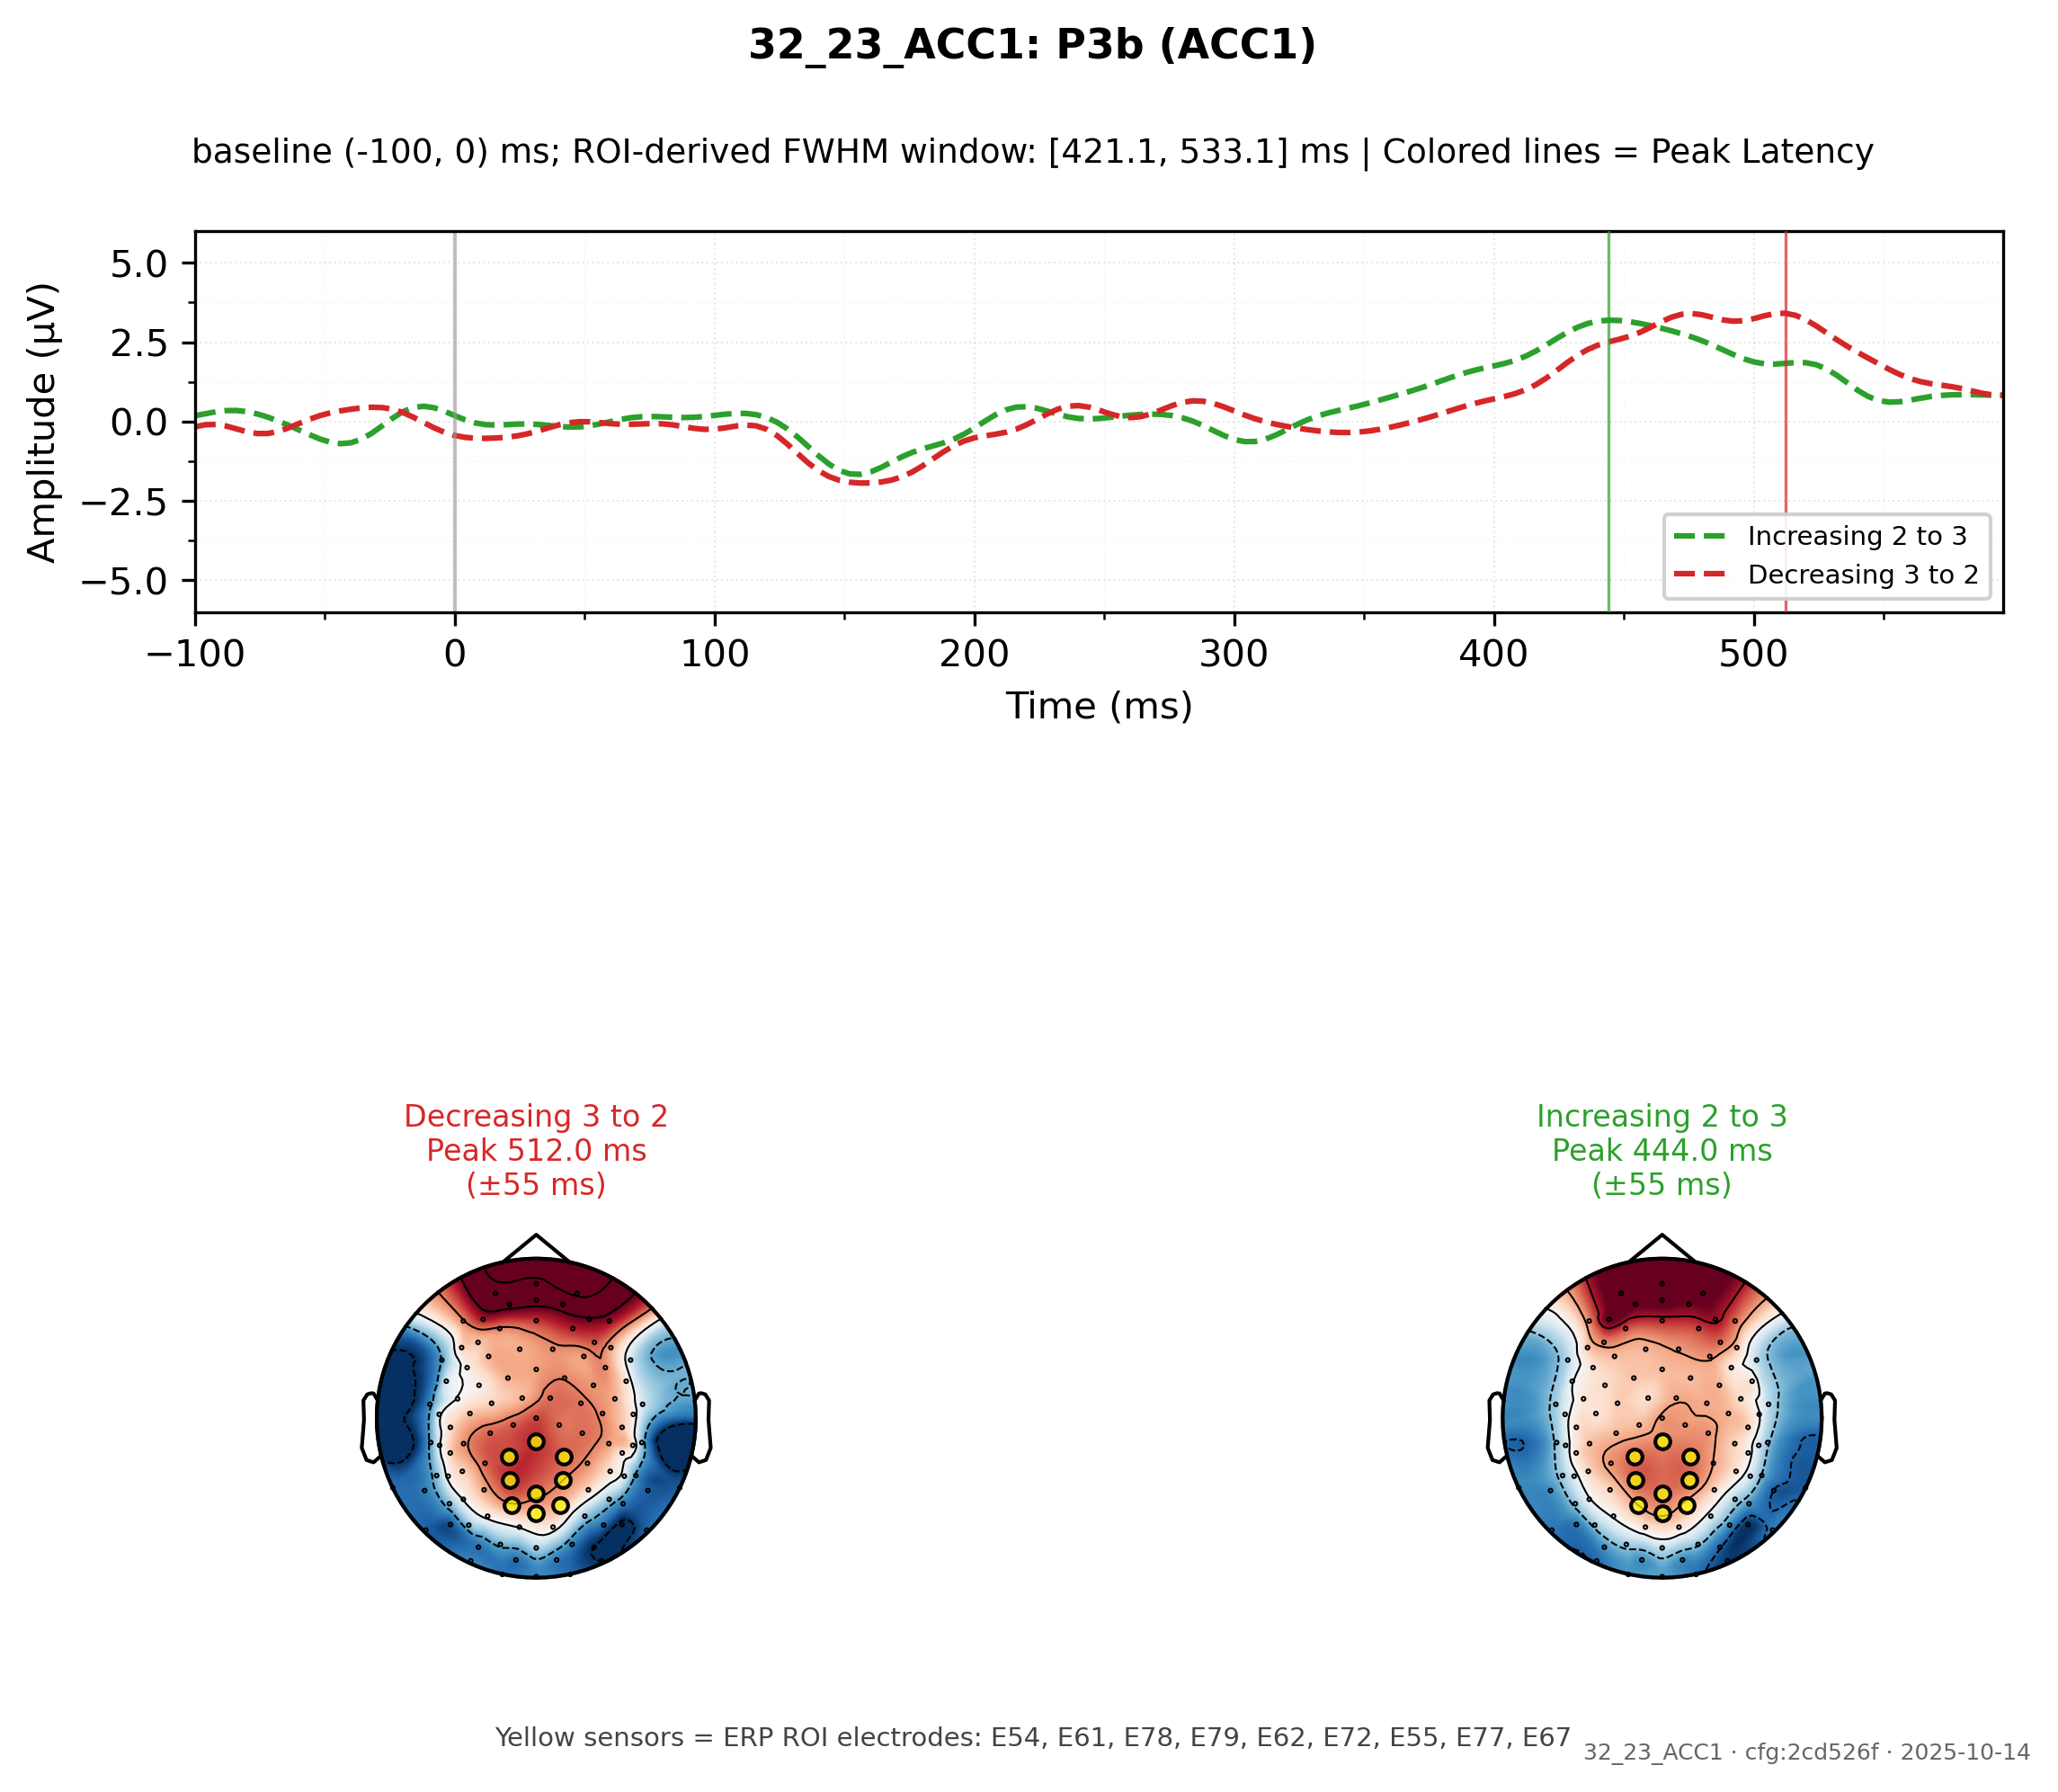 32_23_ACC1: P3b (ACC1)
baseline (-100, 0) ms; ROI-derived FWHM window: [421.1, 533.1] ms | Colored lines = Peak Latency
Amplitude (µV)
5.0
2.5
0.0
−2.5
−5.0
Increasing 2 to 3
Decreasing 3 to 2
−100 0 100 200 300 400 500
Time (ms)
Decreasing 3 to 2
Peak 512.0 ms
(±55 ms)
Increasing 2 to 3
Peak 444.0 ms
(±55 ms)
Yellow sensors = ERP ROI electrodes: E54, E61, E78, E79, E62, E72, E55, E77, E67
32_23_ACC1 · cfg:2cd526f · 2025-10-14